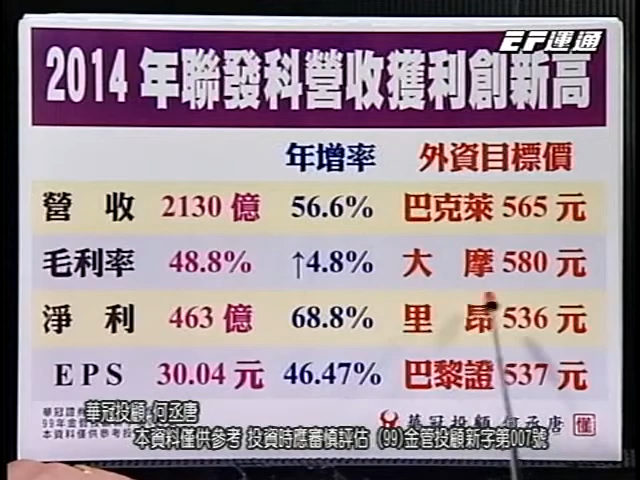 EF運通
2014 年聯發科營收獲利創新高
年增率 外資目標價
營 收 2130 億 56.6% 巴克萊 565 元
毛利率 48.8% ↑4.8% 大 摩 580 元
淨 利 463 億 68.8% 里 昂 536 元
EPS 30.04 元 46.47% 巴黎證 537 元
華冠投顧 何丞唐 懂
華冠投顧 何丞唐
本資料僅供參考 投資時應審慎評估 (99)金管投顧新字第007號